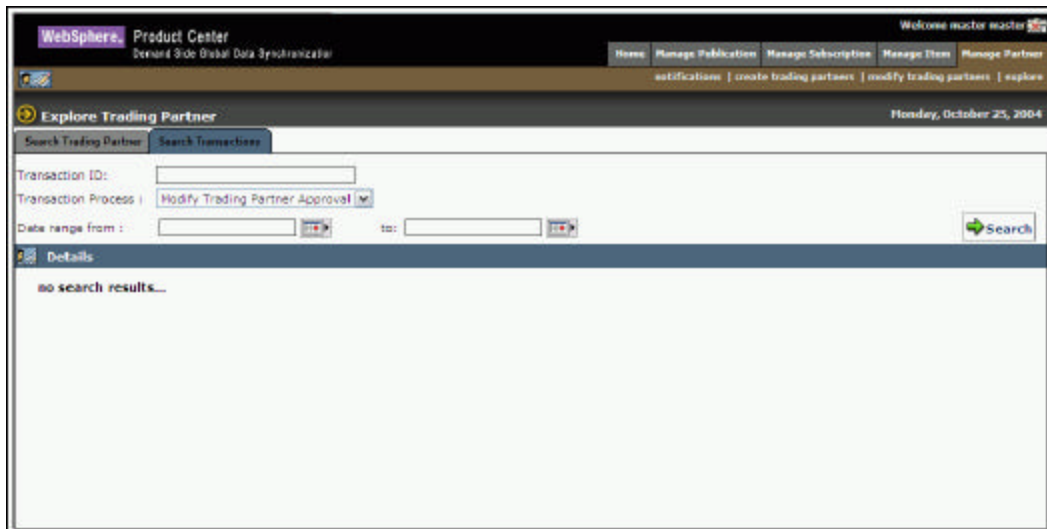 Welcome master master
WebSphere. Product Center
Demand Side Global Data Synchronization
Home Manage Publication Manage Subscription Manage Item Manage Partner
notifications | create trading partners | modify trading partners | explore
Explore Trading Partner Monday, October 25, 2004
Search Trading Partner Search Transactions
Transaction ID:
Transaction Process : Modify Trading Partner Approval
Date range from : to: Search
Details
no search results...